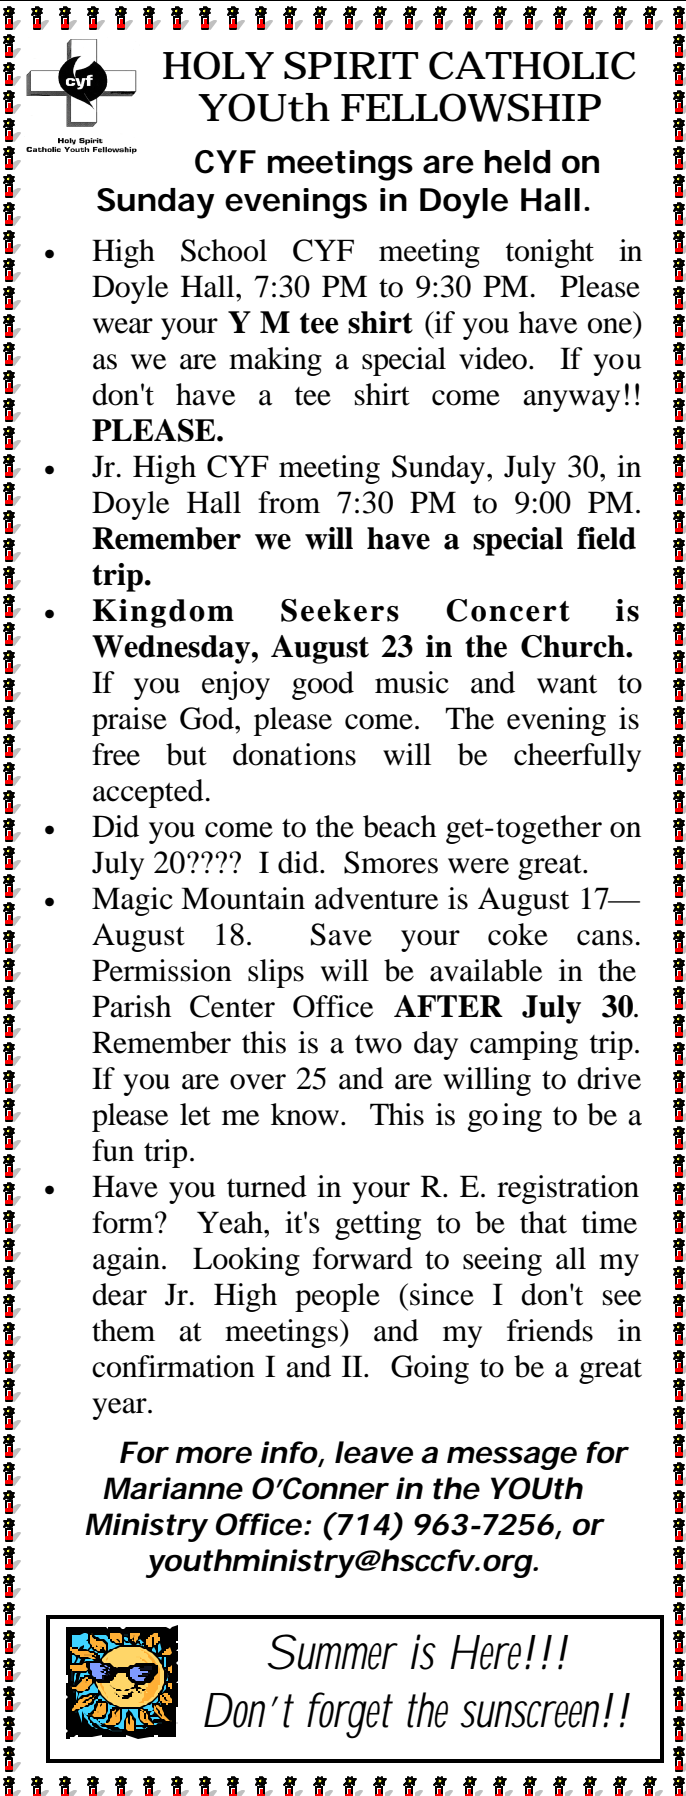 HOLY SPIRIT CATHOLIC
YOUth FELLOWSHIP
cyf
Holy Spirit
Catholic Youth Fellowship
CYF meetings are held on
Sunday evenings in Doyle Hall.
• High School CYF meeting tonight in
Doyle Hall, 7:30 PM to 9:30 PM. Please
wear your Y M tee shirt (if you have one)
as we are making a special video. If you
don't have a tee shirt come anyway!!
PLEASE.
• Jr. High CYF meeting Sunday, July 30, in
Doyle Hall from 7:30 PM to 9:00 PM.
Remember we will have a special field
trip.
• Kingdom Seekers Concert is
Wednesday, August 23 in the Church.
If you enjoy good music and want to
praise God, please come. The evening is
free but donations will be cheerfully
accepted.
• Did you come to the beach get-together on
July 20???? I did. Smores were great.
• Magic Mountain adventure is August 17—
August 18. Save your coke cans.
Permission slips will be available in the
Parish Center Office AFTER July 30.
Remember this is a two day camping trip.
If you are over 25 and are willing to drive
please let me know. This is going to be a
fun trip.
• Have you turned in your R. E. registration
form? Yeah, it's getting to be that time
again. Looking forward to seeing all my
dear Jr. High people (since I don't see
them at meetings) and my friends in
confirmation I and II. Going to be a great
year.
For more info, leave a message for
Marianne O’Conner in the YOUth
Ministry Office: (714) 963-7256, or
youthministry@hsccfv.org.
Summer is Here!!!
Don’t forget the sunscreen!!